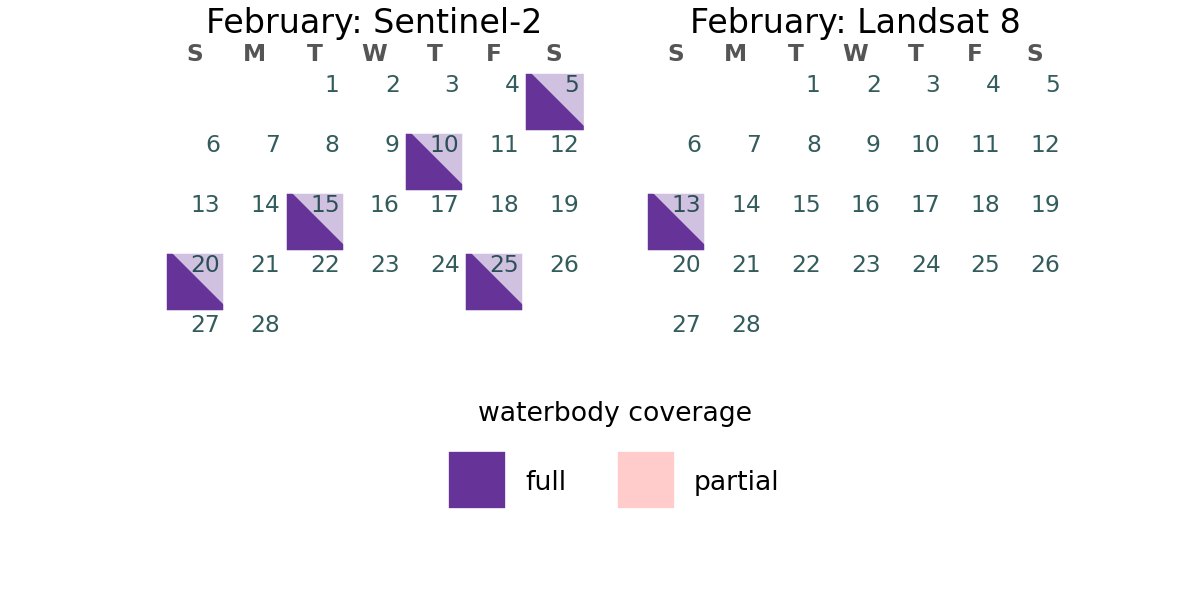 February: Sentinel-2
S M T W T F S
1 2 3 4 5
6 7 8 9 10 11 12
13 14 15 16 17 18 19
20 21 22 23 24 25 26
27 28
February: Landsat 8
S M T W T F S
1 2 3 4 5
6 7 8 9 10 11 12
13 14 15 16 17 18 19
20 21 22 23 24 25 26
27 28
waterbody coverage
full partial